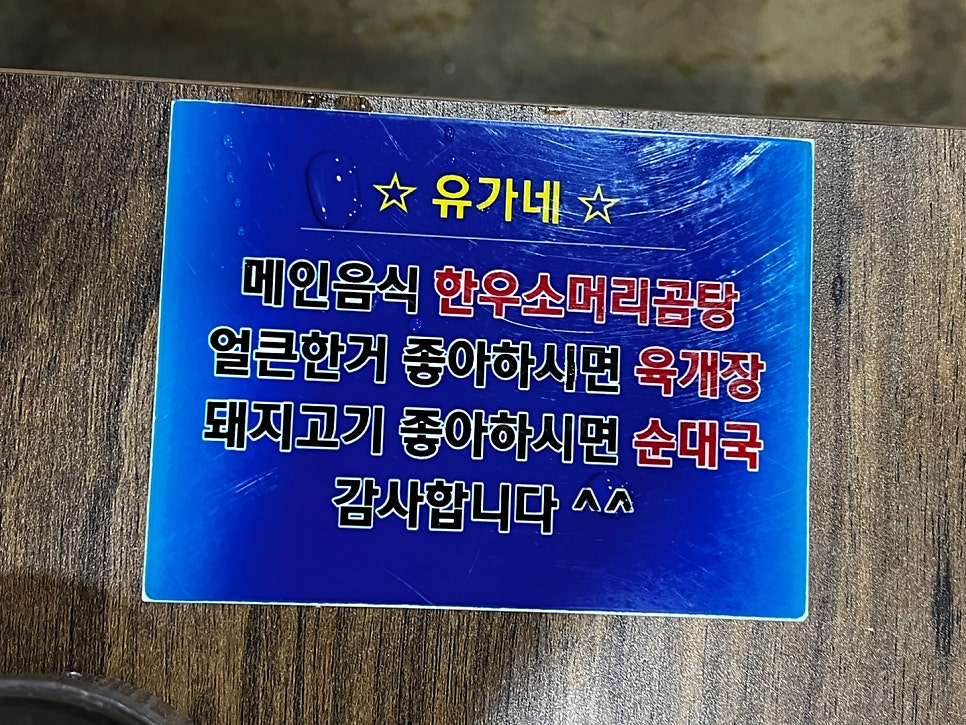 ☆ 유가네 ☆
메인음식 한우소머리곰탕
얼큰한거 좋아하시면 육개장
돼지고기 좋아하시면 순대국
감사합니다 ^^